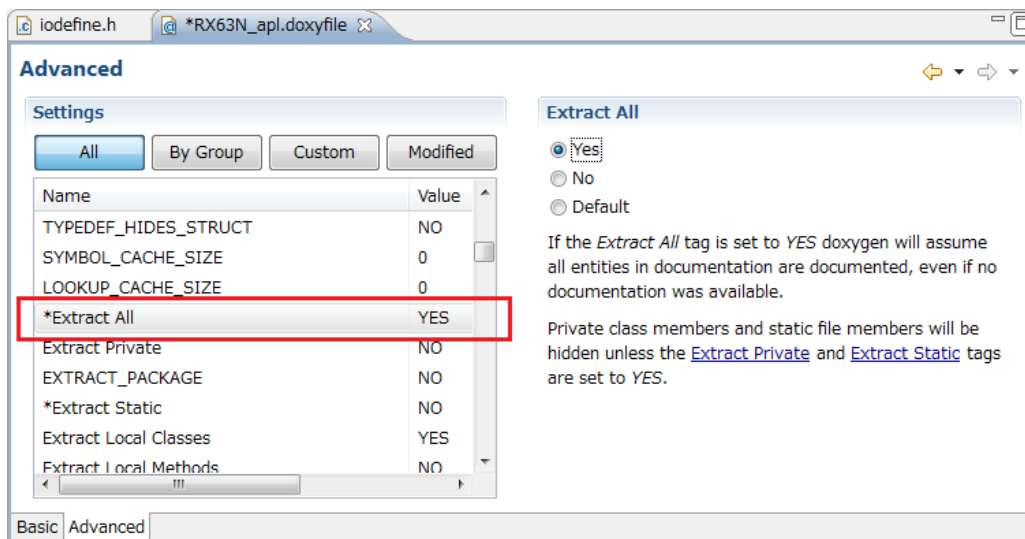 iodefine.h
*RX63N_apl.doxyfile
Advanced
Settings
All By Group Custom Modified
Name Value
TYPEDEF_HIDES_STRUCT NO
SYMBOL_CACHE_SIZE 0
LOOKUP_CACHE_SIZE 0
*Extract All YES
Extract Private NO
EXTRACT_PACKAGE NO
*Extract Static NO
Extract Local Classes YES
Extract Local Methods NO
Extract All
Yes
No
Default
If the Extract All tag is set to YES doxygen will assume
all entities in documentation are documented, even if no
documentation was available.
Private class members and static file members will be
hidden unless the Extract Private and Extract Static tags
are set to YES.
Basic Advanced